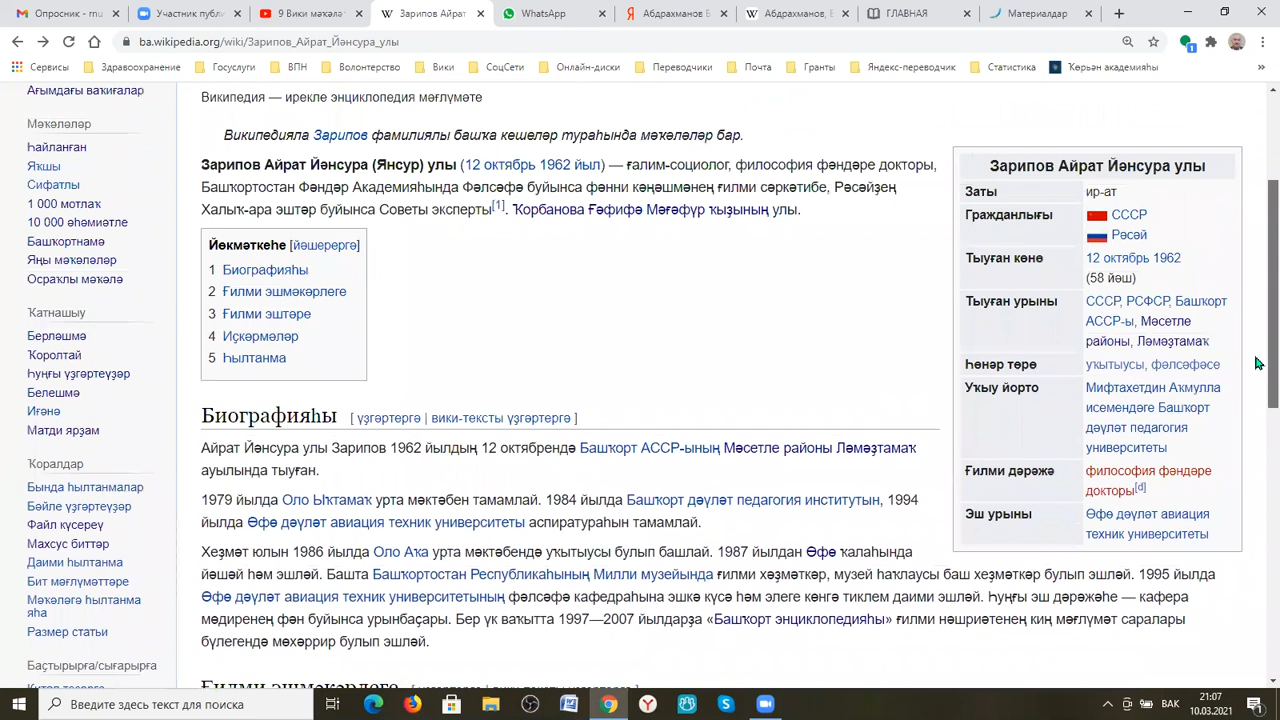 Опросник - rnu
Участник публ
9 Вики мәҡалә
Зарипов Айрат
WhatsApp
Абдрахманов Б
Абдрахманов, Б
ГЛАВНАЯ
Материалдар
ba.wikipedia.org/wiki/Зарипов_Айрат_Йәнсура_улы
Сервисы
Здравоохранение
Госуслуги
ВПН
Волонтерство
Вики
СоцСети
Онлайн-диски
Переводчики
Почта
Гранты
Яндекс-переводчик
Статистика
Ҡөрьән академияһы
Ағымдағы ваҡиғалар
Мәҡәләләр
Һайланған
Яҡшы
Сифатлы
1 000 мотлаҡ
10 000 әһәмиәтле
Башҡортнамә
Яңы мәҡәләләр
Осраҡлы мәҡәлә
Ҡатнашыу
Берләшмә
Ҡоролтай
Һуңғы үҙгәртеүҙәр
Белешмә
Иғәнә
Матди ярҙам
Ҡоралдар
Бында һылтанмалар
Бәйле үҙгәртеүҙәр
Файл күсереү
Махсус биттәр
Даими һылтанма
Бит мәғлүмәттәре
Мәҡәләгә һылтанма
яһа
Размер статьи
Баҫтырырға/сығарырға
Википедия — ирекле энциклопедия мәғлүмәте
Википедияла Зарипов фамилиялы башҡа кешеләр тураһында мәҡәләләр бар.
Зарипов Айрат Йәнсура (Янсур) улы (12 октябрь 1962 йыл) — ғалим-социолог, философия фәндәре докторы,
Башҡортостан Фәндәр Академияһында Фәлсәфә буйынса фәнни кәңәшмәнең ғилми сәркәтибе, Рәсәйҙең
Халыҡ-ара эштәр буйынса Советы эксперты[1]. Ҡорбанова Ғәфифә Мәғәфүр ҡыҙының улы.
Йөкмәткеһе [йәшерергә]
1 Биографияһы
2 Ғилми эшмәкәрлеге
3 Ғилми эштәре
4 Иҫкәрмәләр
5 Һылтанма
Биографияһы [ үҙгәртергә | вики-тексты үҙгәртергә ]
Айрат Йәнсура улы Зарипов 1962 йылдың 12 октябрендә Башҡорт АССР-ының Мәсетле районы Ләмәҙтамаҡ
ауылында тыуған.
1979 йылда Оло Ыҡтамаҡ урта мәктәбен тамамлай. 1984 йылда Башҡорт дәүләт педагогия институтын, 1994
йылда Өфө дәүләт авиация техник университеты аспиратураһын тамамлай.
Хеҙмәт юлын 1986 йылда Оло Аҡа урта мәктәбендә уҡытыусы булып башлай. 1987 йылдан Өфө ҡалаһында
йәшәй һәм эшләй. Башта Башҡортостан Республикаһының Милли музейында ғилми хәҙмәткәр, музей һаҡлаусы баш хеҙмәткәр булып эшләй. 1995 йылда
Өфө дәүләт авиация техник университетының фәлсәфә кафедраһына эшкә күсә һәм элеге көнгә тиклем даими эшләй. Һуңғы эш дәрәжәһе — кафера
мөдиренең фән буйынса урынбаҫары. Бер үк ваҡытта 1997—2007 йылдарҙа «Башҡорт энциклопедияһы» ғилми нәшриәтенең киң мәғлүмәт саралары
бүлегендә мөхәррир булып эшләй.
Ғилми эшмәкәрлеге [ үҙгәртергә | вики-тексты үҙгәртергә ]
Зарипов Айрат Йәнсура улы
Заты
ир-ат
Гражданлығы
СССР
Рәсәй
Тыуған көнө
12 октябрь 1962
(58 йәш)
Тыуған урыны
СССР, РСФСР, Башҡорт
АССР-ы, Мәсетле
районы, Ләмәҙтамаҡ
Һөнәр төрө
уҡытыусы, фәлсәфәсе
Уҡыу йорто
Мифтахетдин Аҡмулла
исемендәге Башҡорт
дәүләт педагогия
университеты
Ғилми дәрәжә
философия фәндәре
докторы[d]
Эш урыны
Өфө дәүләт авиация
техник университеты
Введите здесь текст для поиска
ВАК
21:07
10.03.2021